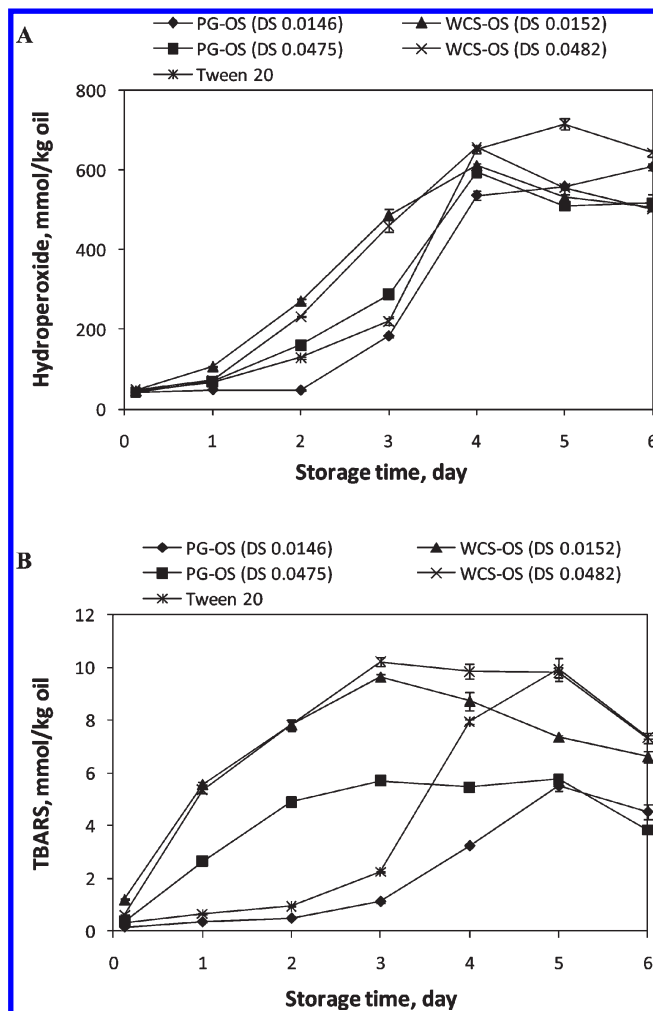 A
PG-OS (DS 0.0146) WCS-OS (DS 0.0152)
PG-OS (DS 0.0475) WCS-OS (DS 0.0482)
Tween 20
800
600
400
200
0
Hydroperoxide, mmol/kg oil
0 1 2 3 4 5 6
Storage time, day
B
PG-OS (DS 0.0146) WCS-OS (DS 0.0152)
PG-OS (DS 0.0475) WCS-OS (DS 0.0482)
Tween 20
12
10
8
6
4
2
0
TBARS, mmol/kg oil
0 1 2 3 4 5 6
Storage time, day